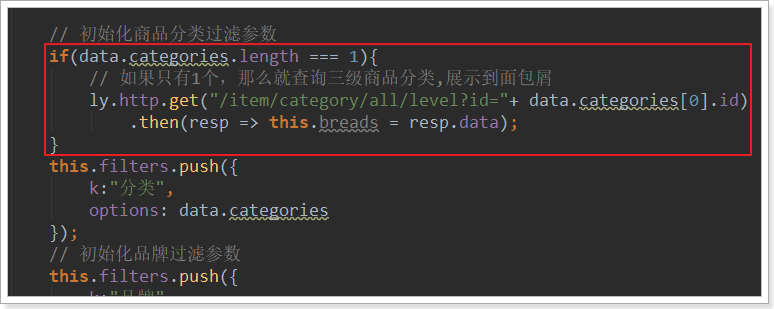 // 初始化商品分类过滤参数
if(data.categories.length === 1){
// 如果只有1个，那么就查询三级商品分类,展示到面包屑
ly.http.get("/item/category/all/level?id="+ data.categories[0].id)
.then(resp => this.breads = resp.data);
}
this.filters.push({
k:"分类",
options: data.categories
});
// 初始化品牌过滤参数
this.filters.push({
k:"品牌"